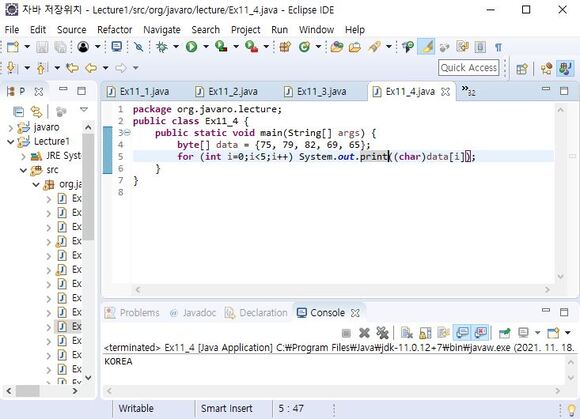 자바 저장위치 - Lecture1/src/org/javaro/lecture/Ex11_4.java - Eclipse IDE
File Edit Source Refactor Navigate Search Project Run Window Help
Quick Access
P
Ex11_1.java Ex11_2.java Ex11_3.java Ex11_4.java »32
javaro
Lecture1
JRE Syst
src
org.ja
Ex
Ex
Ex
Ex
Ex
Ex
Ex
Ex
Ex
Ex
Ex
Ex
Ex
Ex
1 package org.javaro.lecture;
2 public class Ex11_4 {
3 public static void main(String[] args) {
4 byte[] data = {75, 79, 82, 69, 65};
5 for (int i=0;i<5;i++) System.out.print((char)data[i]);
6 }
7 }
8
Problems Javadoc Declaration Console
<terminated> Ex11_4 [Java Application] C:₩Program Files₩Java₩jdk-11.0.12+7₩bin₩javaw.exe (2021. 11. 18.
KOREA
Writable Smart Insert 5 : 47